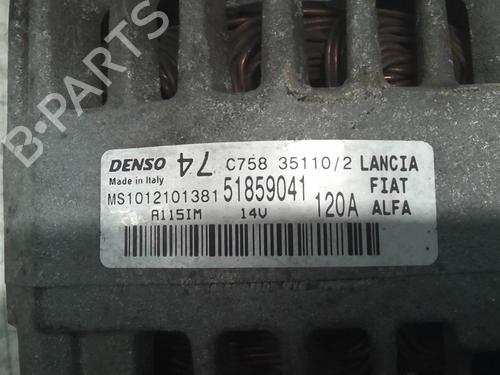 B-PARTS
DENSO 74 C758 35110/2 LANCIA
Made in Italy
MS1012101381 51859041 FIAT
A115IM 14V 120A ALFA